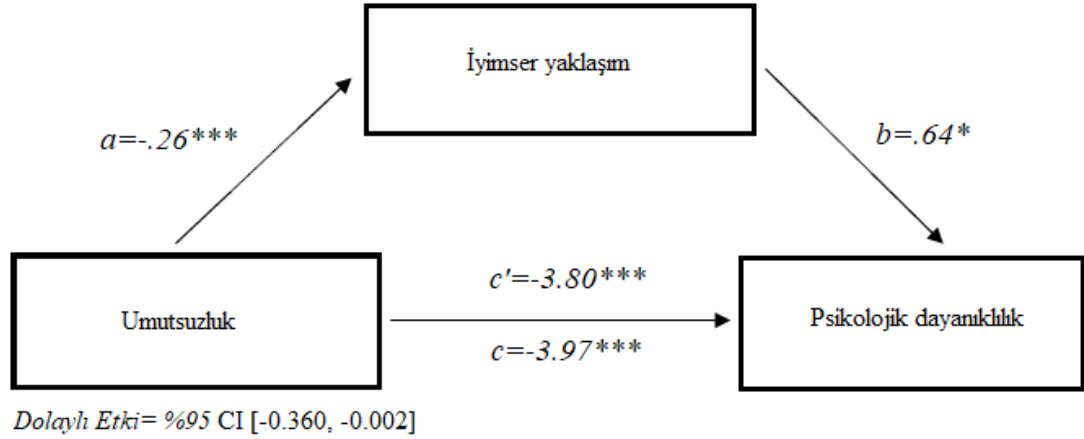 İyimser yaklaşım
a=-.26***
b=.64*
c'=-3.80***
Umutsuzluk
Psikolojik dayanıklılık
c=-3.97***
Dolaylı Etki= %95 CI [-0.360, -0.002]